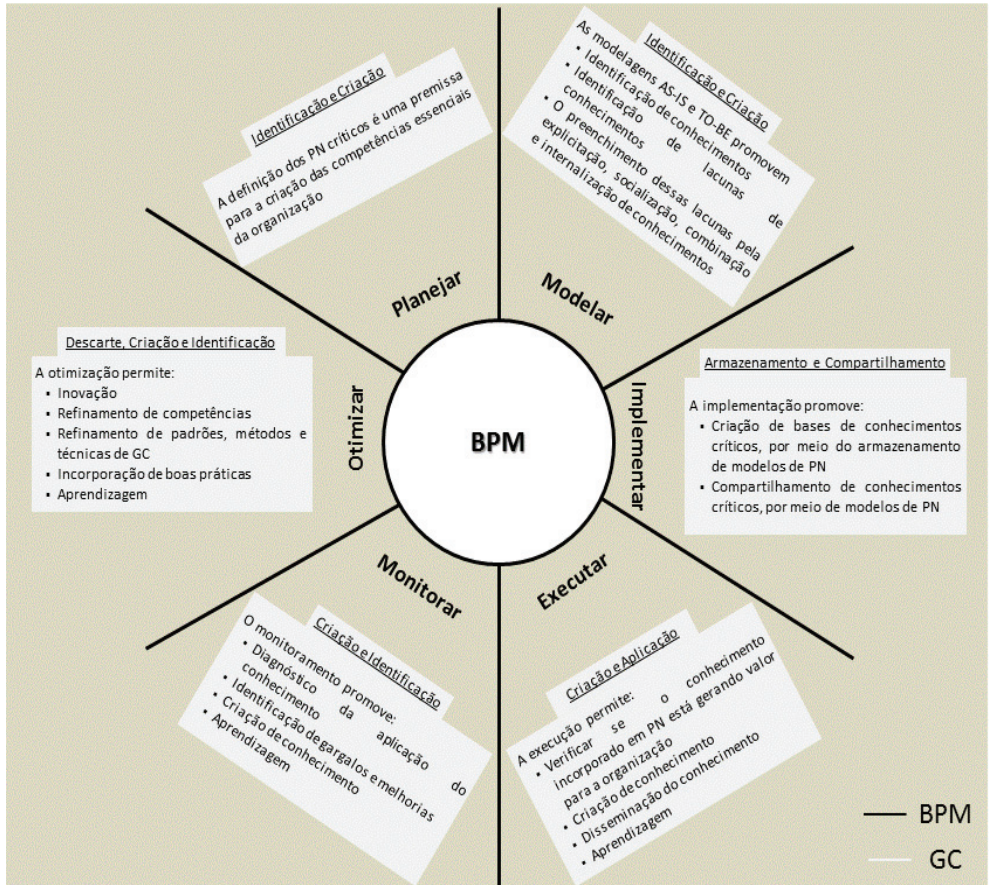 Identificação e Criação
A definição dos PN críticos é uma premissa
para a criação das competências essenciais
da organização
Planejar
Identificação e Criação
As modelagens AS-IS e TO-BE promovem
▪ Identificação de conhecimentos
▪ Identificação de lacunas de
conhecimentos
▪ O preenchimento dessas lacunas pela
explicitação, socialização, combinação
e internalização de conhecimentos
Modelar
Armazenamento e Compartilhamento
A implementação promove:
▪ Criação de bases de conhecimentos
críticos, por meio do armazenamento
de modelos de PN
▪ Compartilhamento de conhecimentos
críticos, por meio de modelos de PN
Implementar
Criação e Aplicação
A execução permite:
▪ Verificar se o conhecimento
incorporado em PN está gerando valor
para a organização
▪ Criação de conhecimento
▪ Disseminação do conhecimento
▪ Aprendizagem
Executar
Criação e Identificação
O monitoramento promove:
▪ Diagnóstico da aplicação do
conhecimento
▪ Identificação de gargalos e melhorias
▪ Criação de conhecimento
▪ Aprendizagem
Monitorar
Descarte, Criação e Identificação
A otimização permite:
▪ Inovação
▪ Refinamento de competências
▪ Refinamento de padrões, métodos e
técnicas de GC
▪ Incorporação de boas práticas
▪ Aprendizagem
Otimizar
BPM
BPM
GC